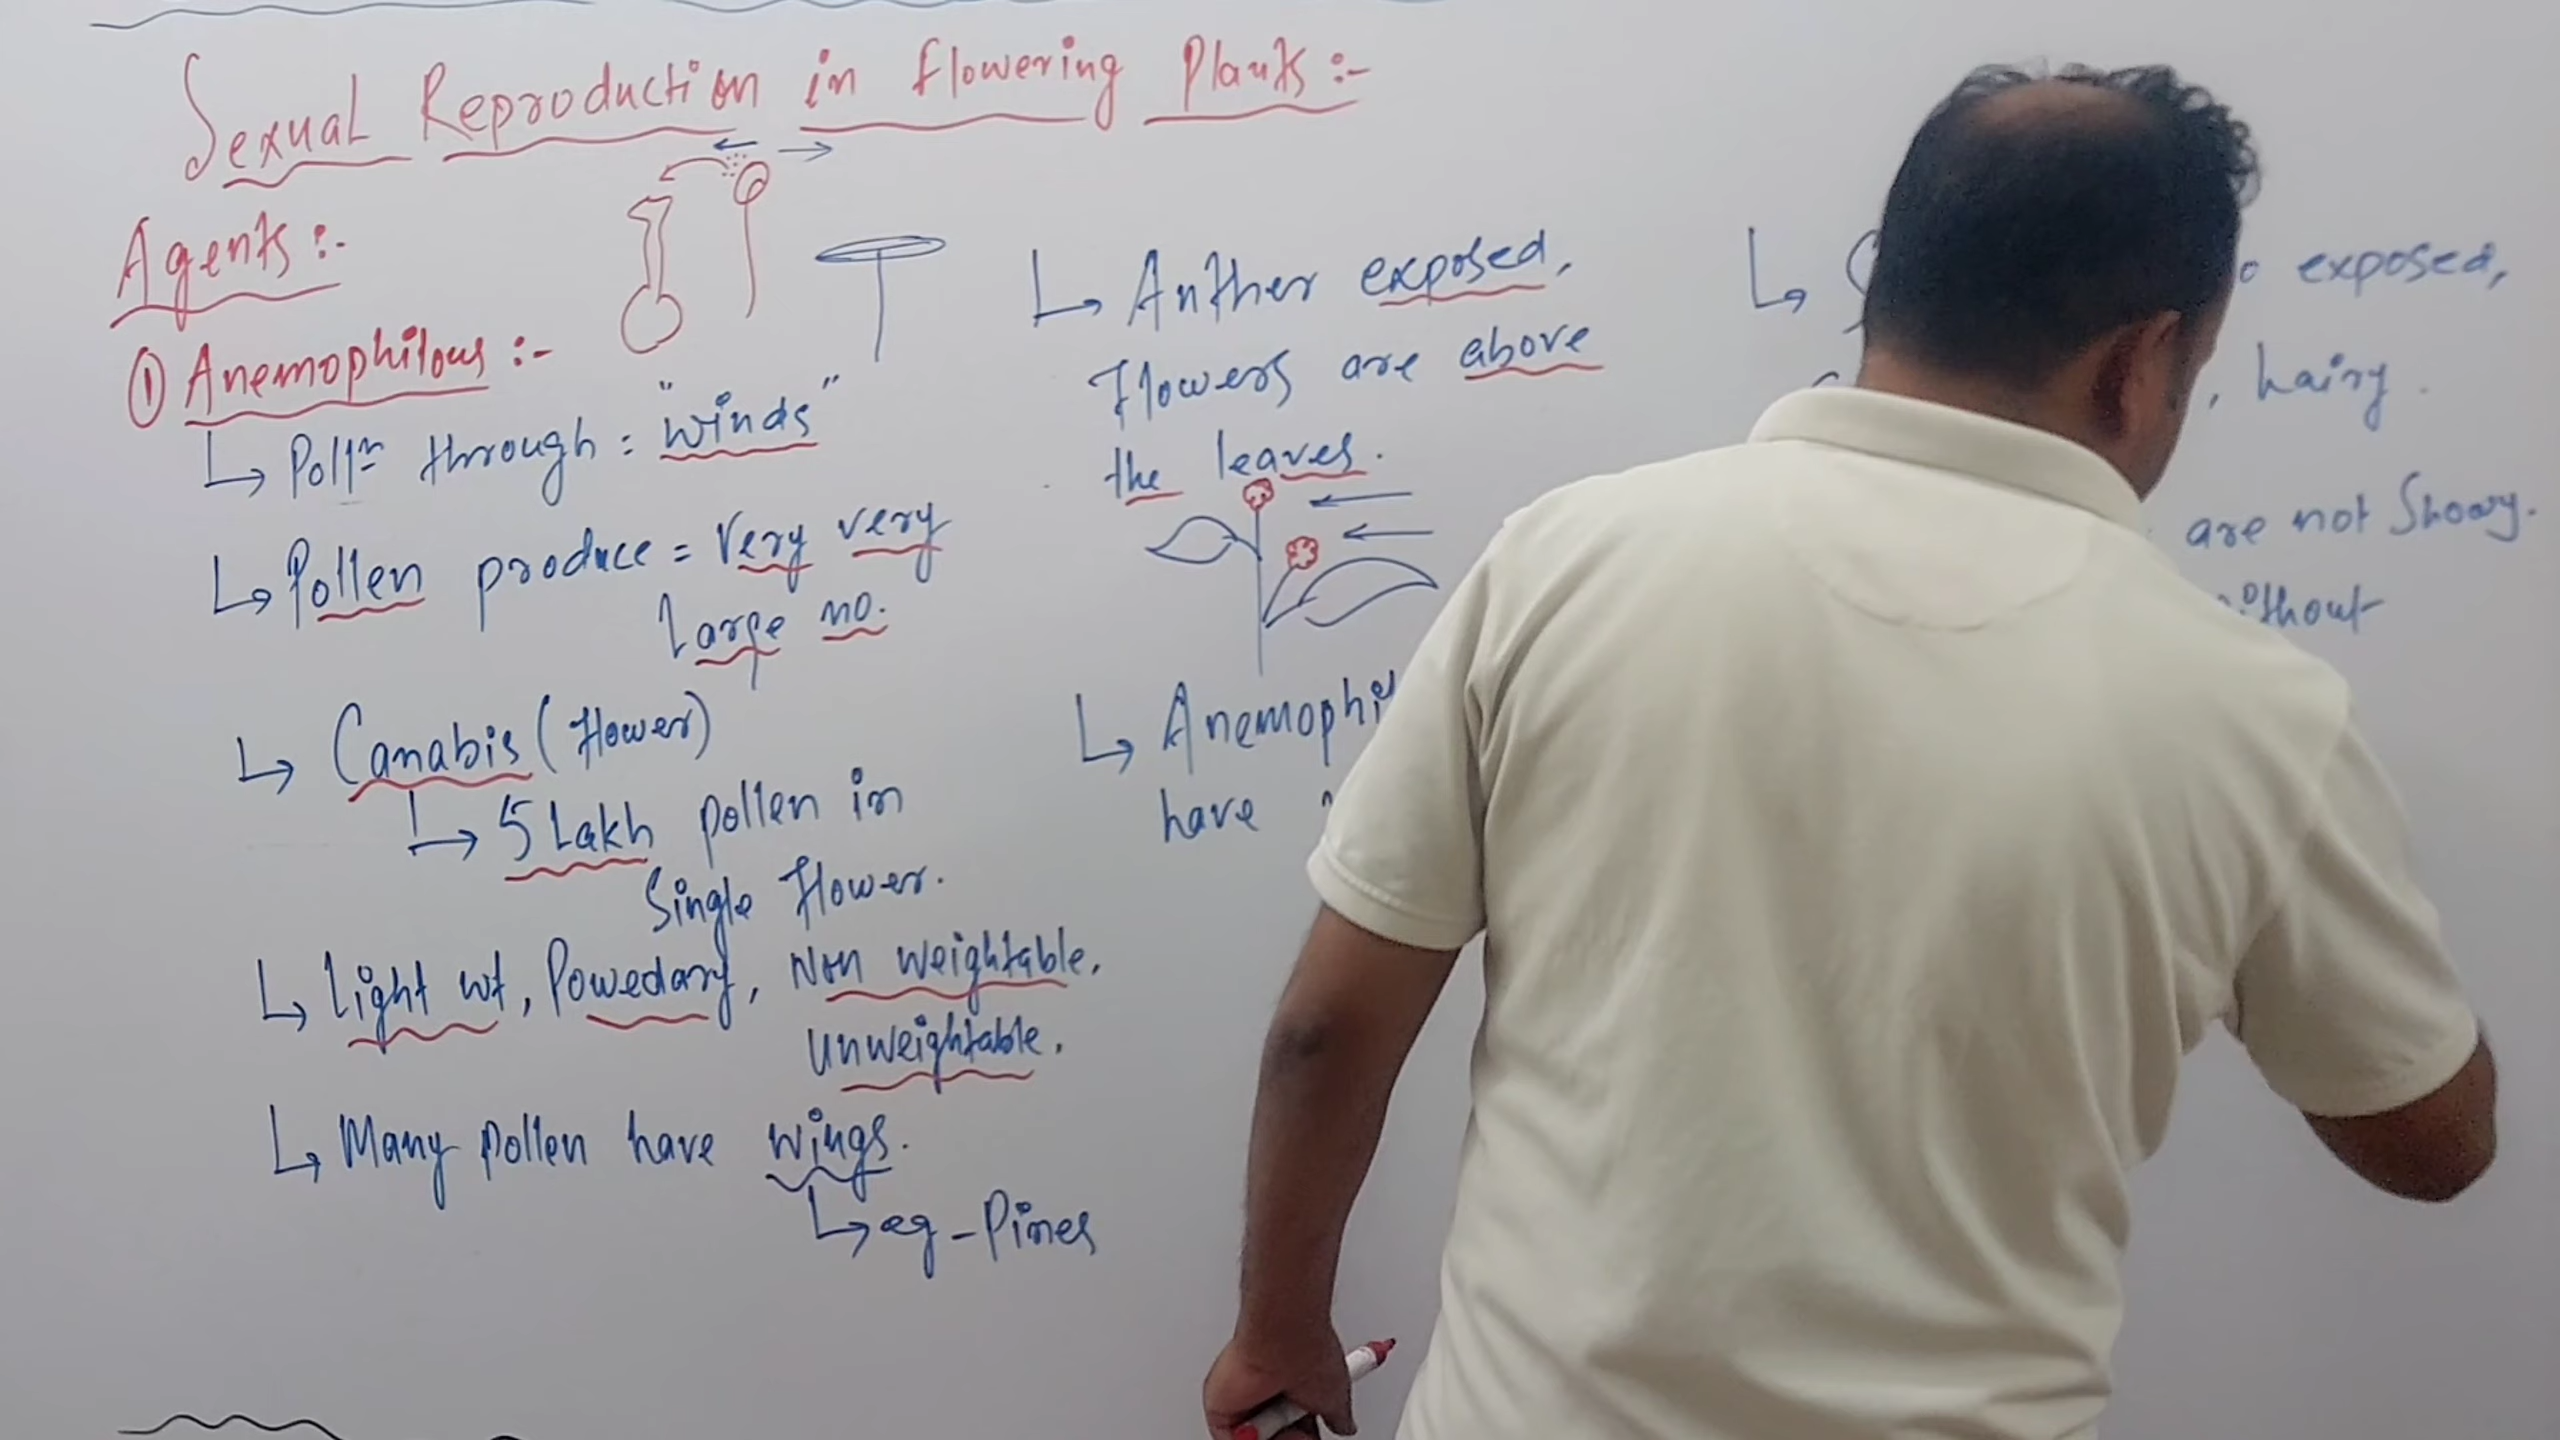 Sexual Reproduction in flowering Plants :-
Agents :-
① Anemophilous :-
↳ Pollⁿ through : "winds"
↳ Pollen produce = Very very
Large no.
↳ Canabis ( flower)
↳ 5 Lakh pollen in
Single flower.
↳ Light wt, Powedary, Non weightable,
Unweightable.
↳ Many pollen have wings.
↳ eg - Pines
↳ Anther exposed,
Flowers are above
the leaves.
↳ Anemophil
have
exposed,
, hairy.
are not Showy.
without